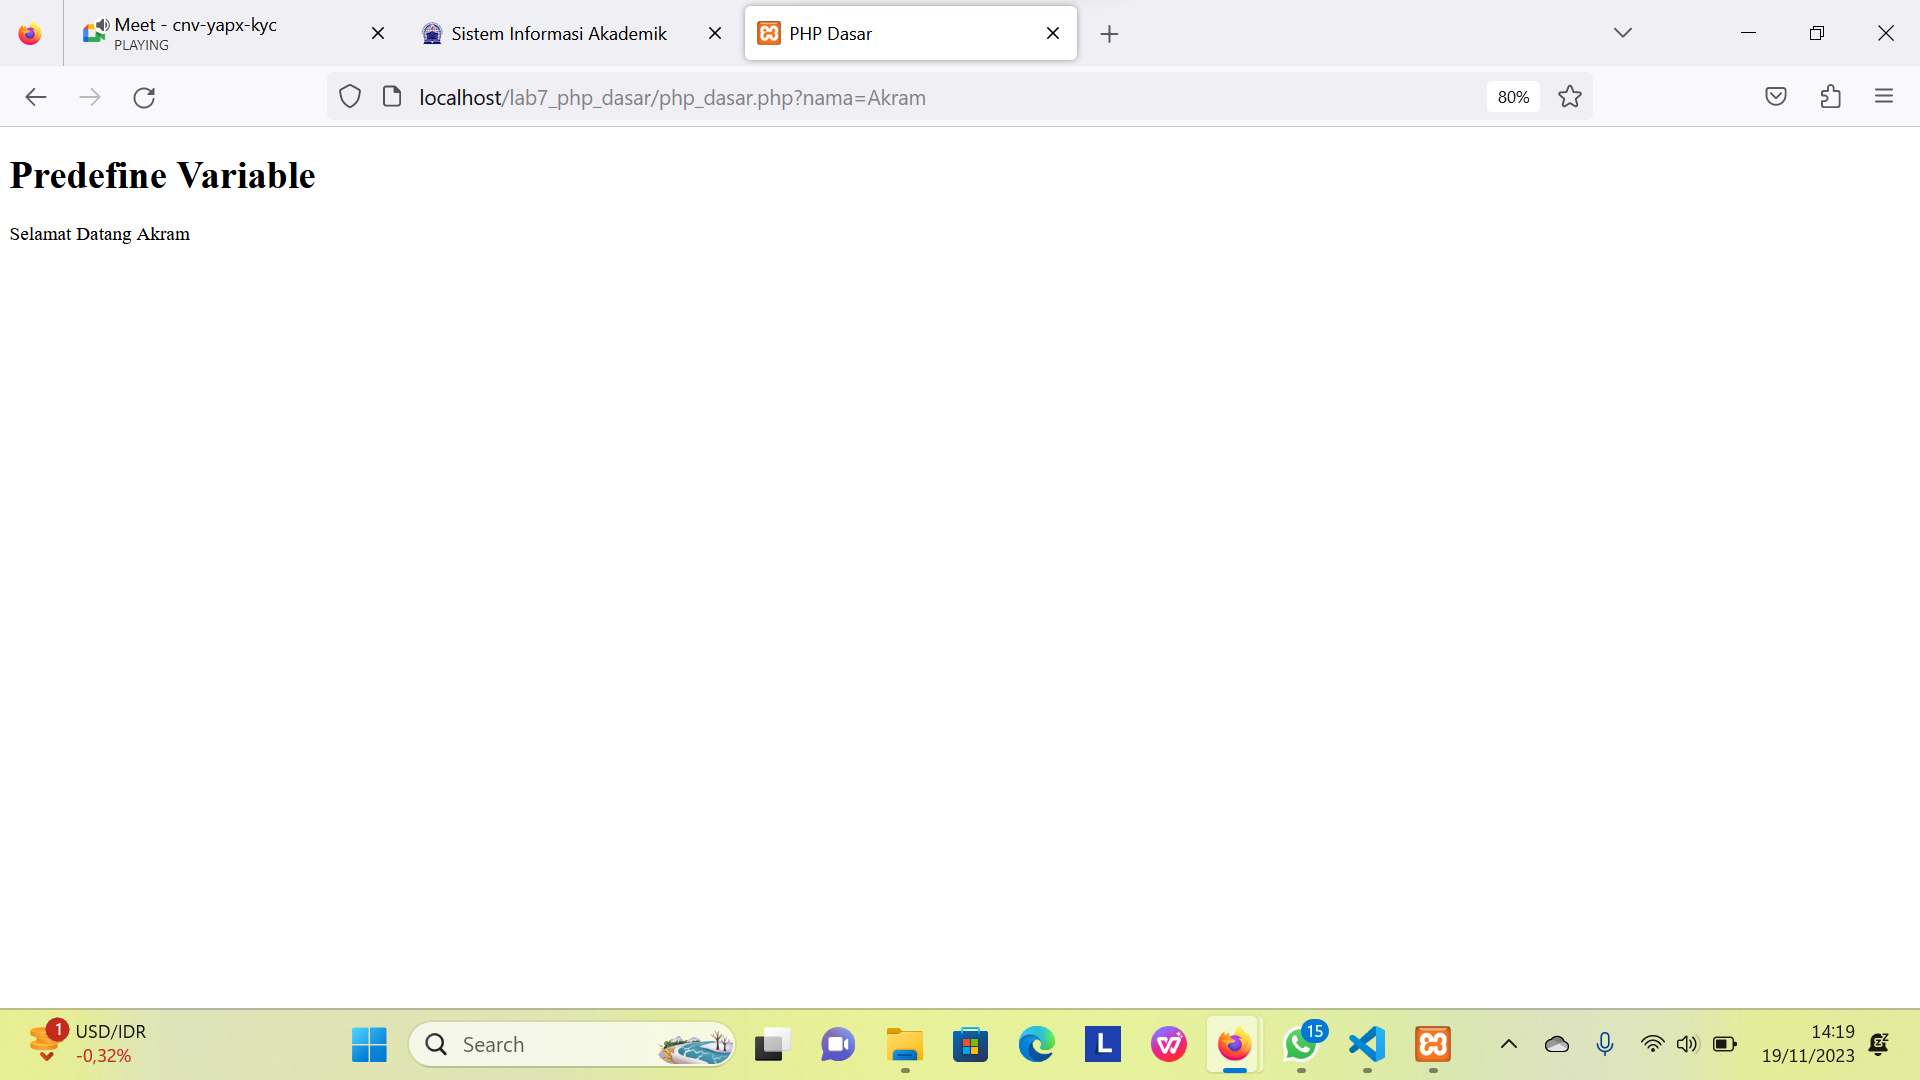 Meet - cnv-yapx-kyc
PLAYING
Sistem Informasi Akademik
PHP Dasar
localhost/lab7_php_dasar/php_dasar.php?nama=Akram
80%
Predefine Variable
Selamat Datang Akram
1
USD/IDR
-0,32%
Search
L
15
14:19
19/11/2023